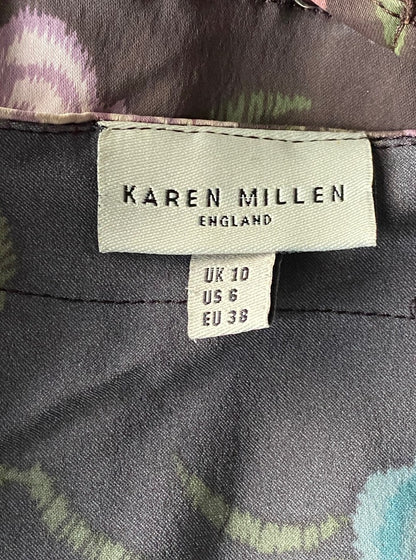 KAREN MILLEN
ENGLAND
UK 10
US 6
EU 38